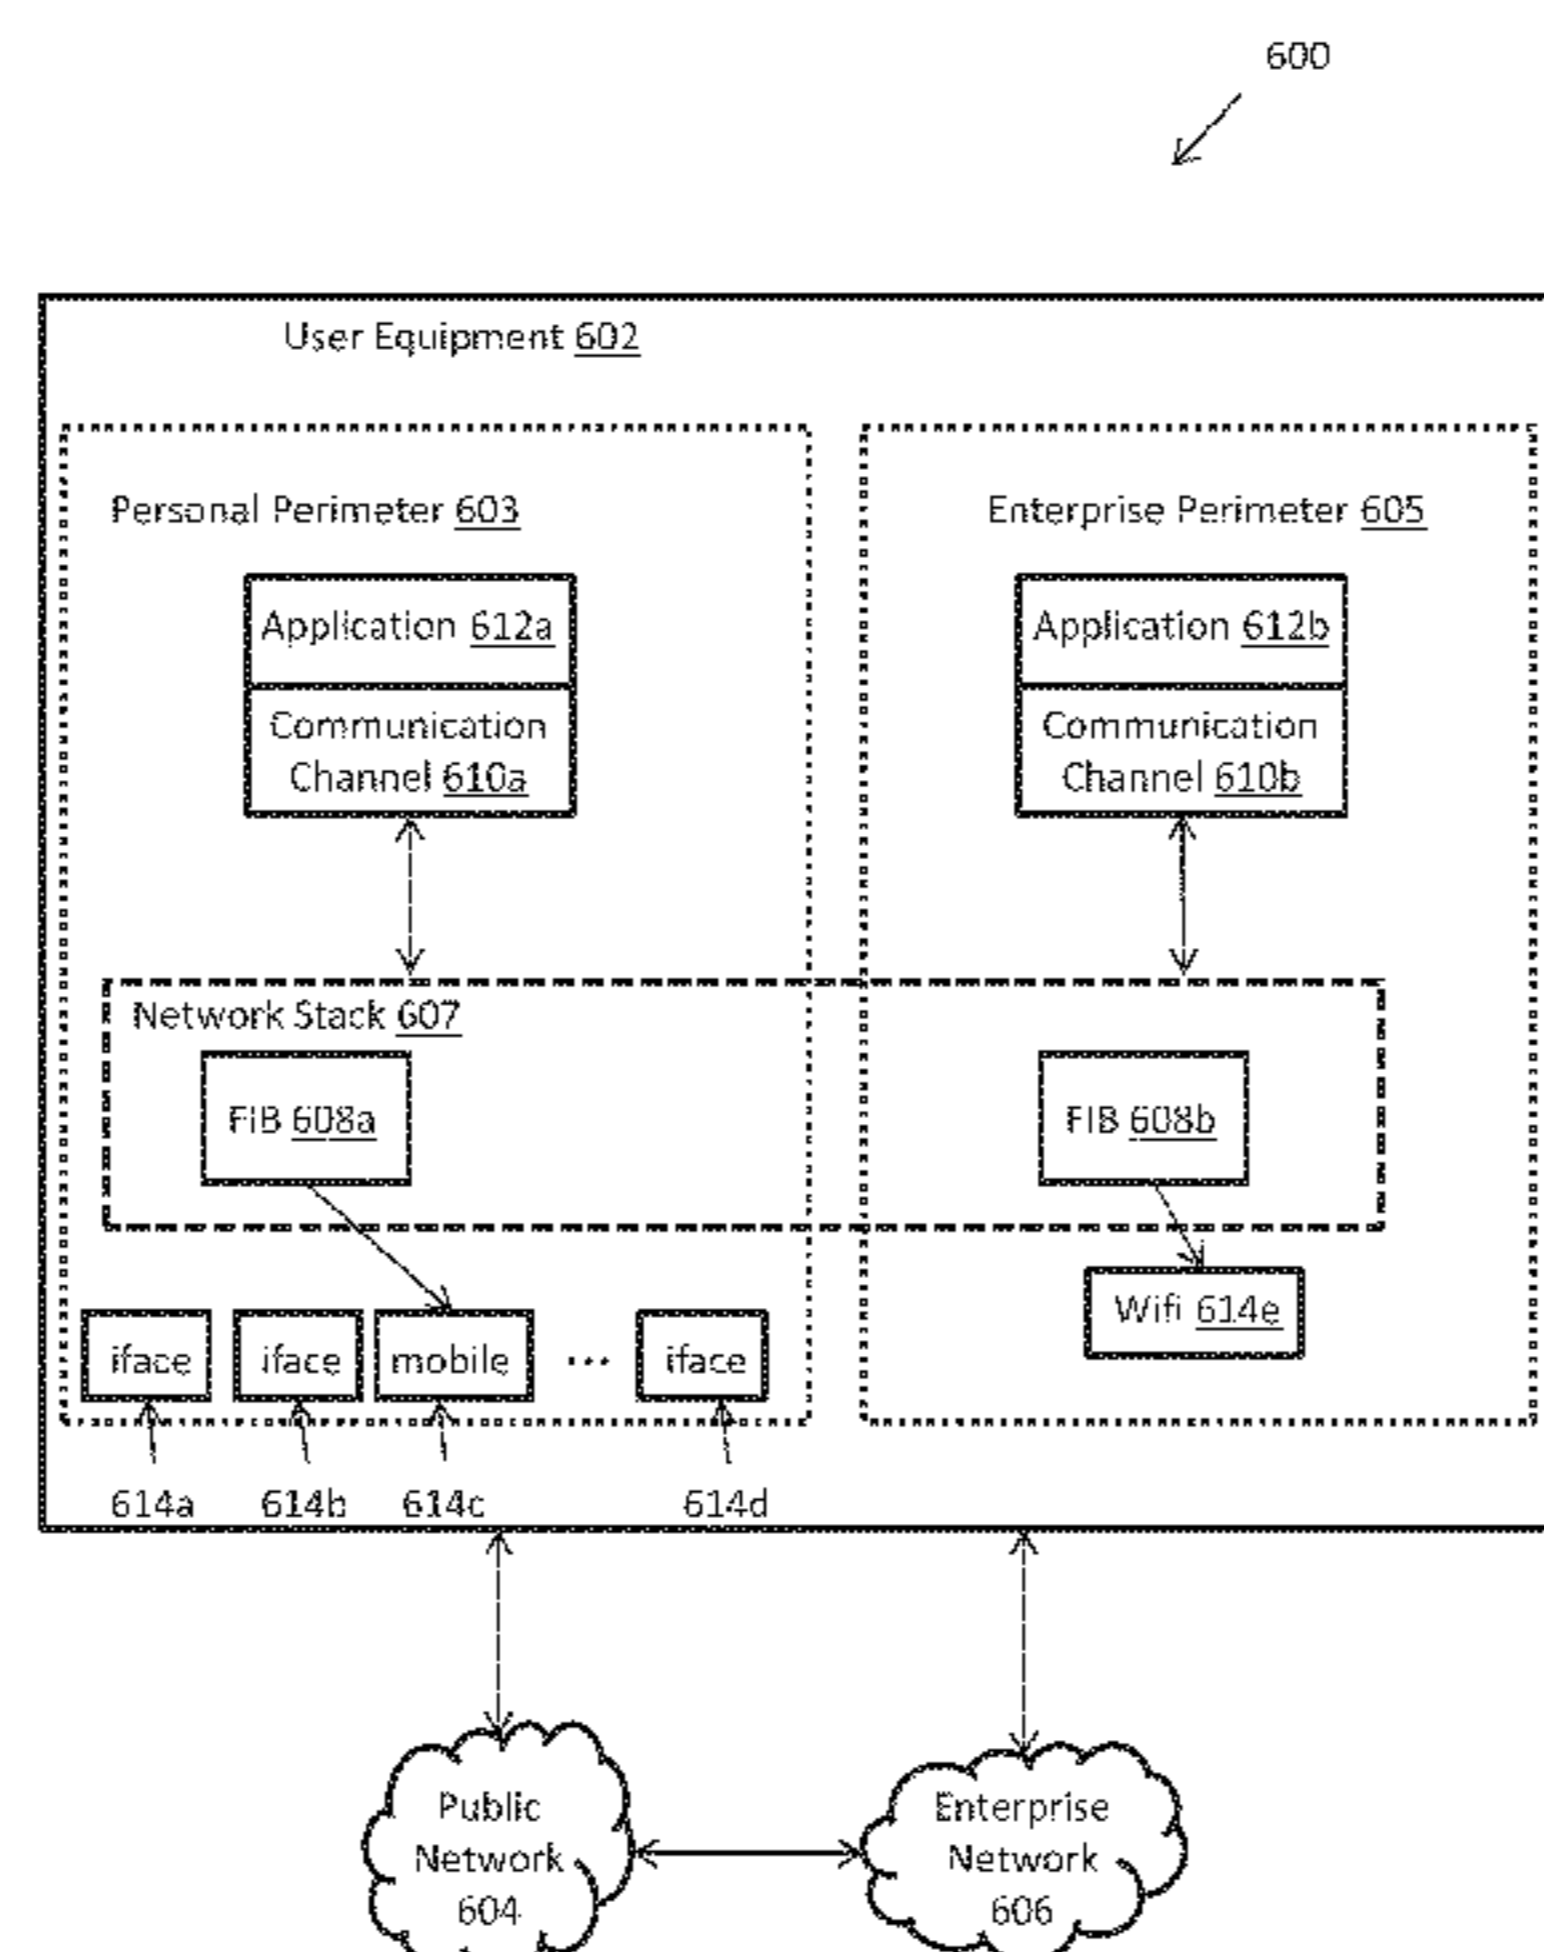 600
User Equipment 602
Personal Perimeter 603
Enterprise Perimeter 605
Application 612a
Communication
Channel 610a
Application 612b
Communication
Channel 610b
Network Stack 607
FIB 608a
FIB 608b
Wifi 614e
iface
iface
mobile
...
iface
614a
614b
614c
614d
Public
Network
604
Enterprise
Network
606